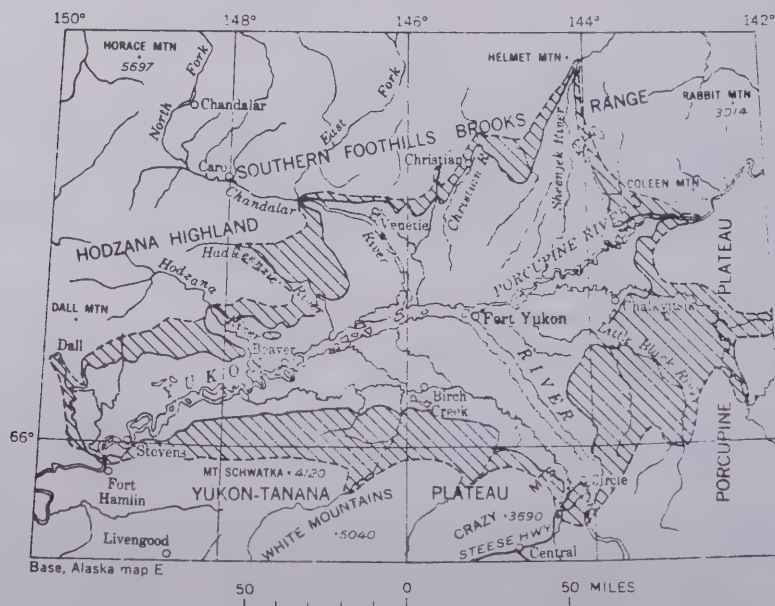 150°
148°
146°
144°
142°
HORACE MTN
5697
HELMET MTN
North Fork
East Fork
Chandalar
RABBIT MTN
3014
SOUTHERN FOOTHILLS BROOKS RANGE
Caro
Christian
Christian R
Sheenjek River
COLEEN MTN
Chandalar River
Venetie
HODZANA HIGHLAND
Hodzana River
PORCUPINE RIVER
PORCUPINE PLATEAU
DALL MTN
Fort Yukon
Chalkyitsik
Dall
Beaver
Little Black River
YUKON RIVER
Birch
Creek
66°
Stevens
MT SCHWATKA 4120
Circle
Fort
Hamlin
YUKON-TANANA PLATEAU
WHITE MOUNTAINS
5040
CRAZY MTS
3690
STEESE HWY
Livengood
Central
Base, Alaska map E
50 0 50 MILES